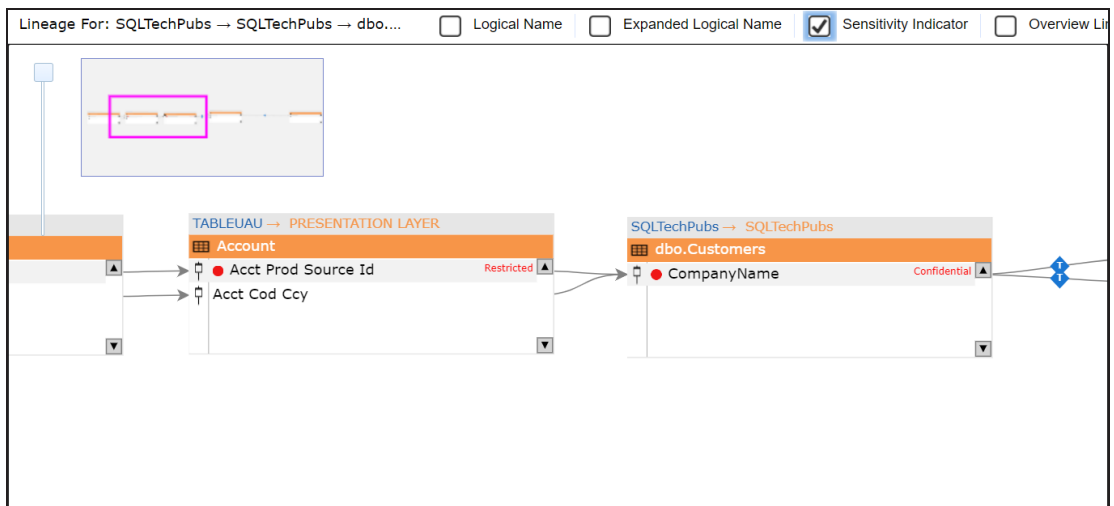 Lineage For: SQLTechPubs → SQLTechPubs → dbo.... Logical Name Expanded Logical Name Sensitivity Indicator Overview Li
TABLEUAU → PRESENTATION LAYER
Account
Acct Prod Source Id Restricted
Acct Cod Ccy
SQLTechPubs → SQLTechPubs
dbo.Customers
CompanyName Confidential
T
T